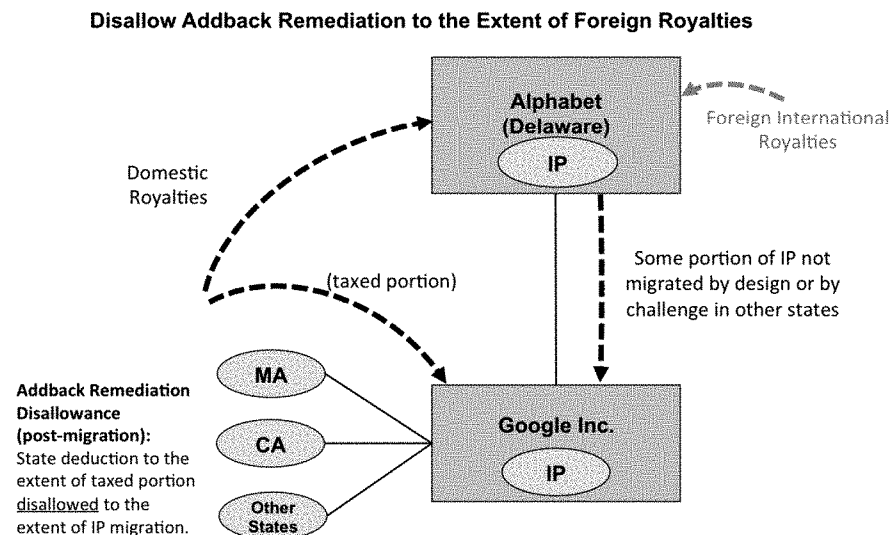 Disallow Addback Remediation to the Extent of Foreign Royalties
Alphabet
(Delaware)
IP
Foreign International
Royalties
Domestic
Royalties
(taxed portion)
Some portion of IP not
migrated by design or by
challenge in other states
MA
CA
Other
States
Google Inc.
IP
Addback Remediation
Disallowance
(post-migration):
State deduction to the
extent of taxed portion
disallowed to the
extent of IP migration.